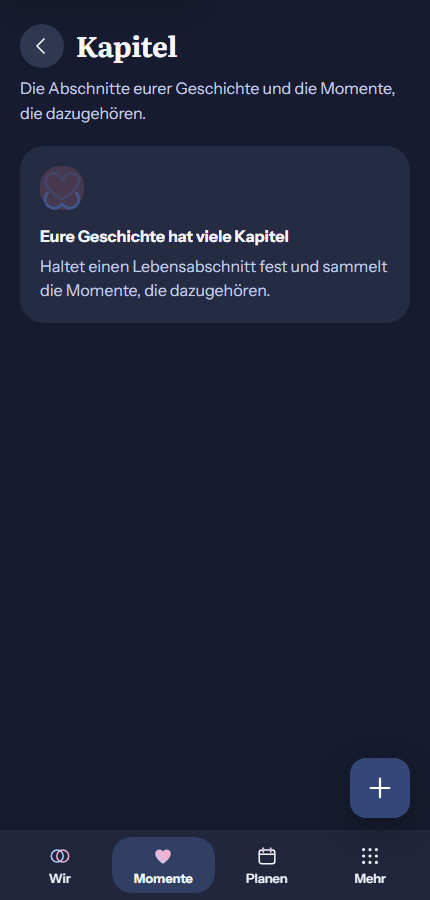 Kapitel
Die Abschnitte eurer Geschichte und die Momente,
die dazugehören.
Eure Geschichte hat viele Kapitel
Haltet einen Lebensabschnitt fest und sammelt
die Momente, die dazugehören.
Wir
Momente
Planen
Mehr